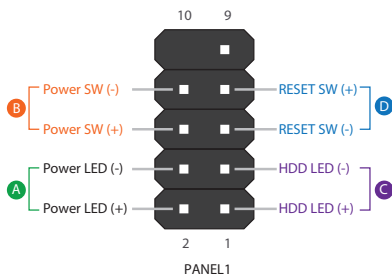 10 9
Power SW (-) RESET SW (+)
B D
Power SW (+) RESET SW (-)
Power LED (-) HDD LED (-)
A C
Power LED (+) HDD LED (+)
2 1
PANEL1